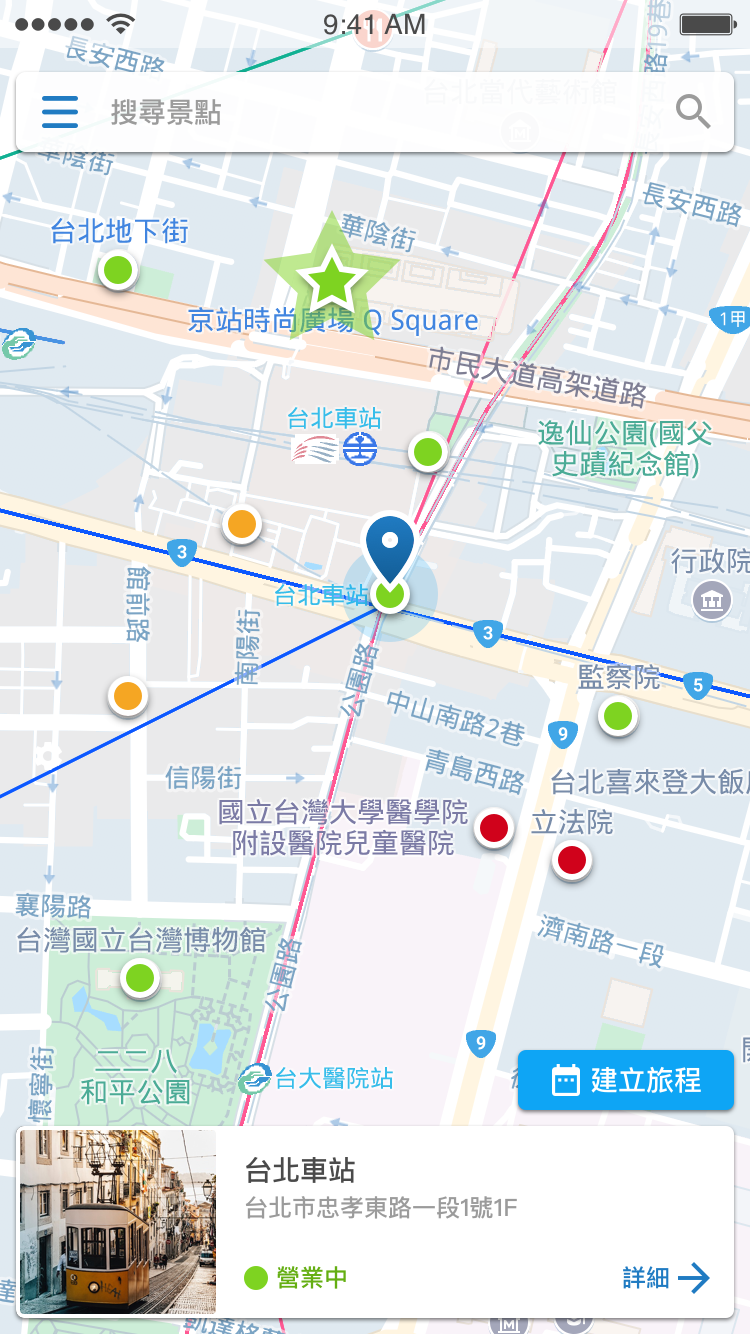 9:41 AM
長安西路
台北當代藝術館
搜尋景點
華陰街
長安西路
華陰街
台北地下街
京站時尚廣場 Q Square
1甲
市民大道高架道路
台北車站
逸仙公園(國父
史蹟紀念館)
3
行政院
台北車站
館前路
南陽街
3
公園路
監察院
5
中山南路2巷
9
青島西路
信陽街
台北喜來登大飯店
國立台灣大學醫學院
附設醫院兒童醫院
立法院
襄陽路
台灣國立台灣博物館
濟南路一段
公園路
9
二二八
和平公園
懷寧街
台大醫院站
建立旅程
台北車站
台北市忠孝東路一段1號1F
營業中
詳細